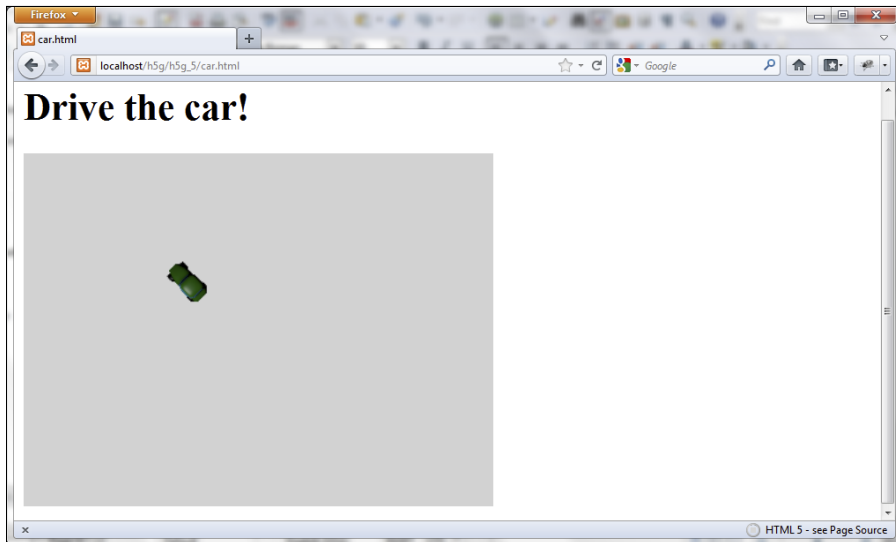 Firefox
car.html
localhost/h5g/h5g_5/car.html
Google
Drive the car!
HTML 5 - see Page Source